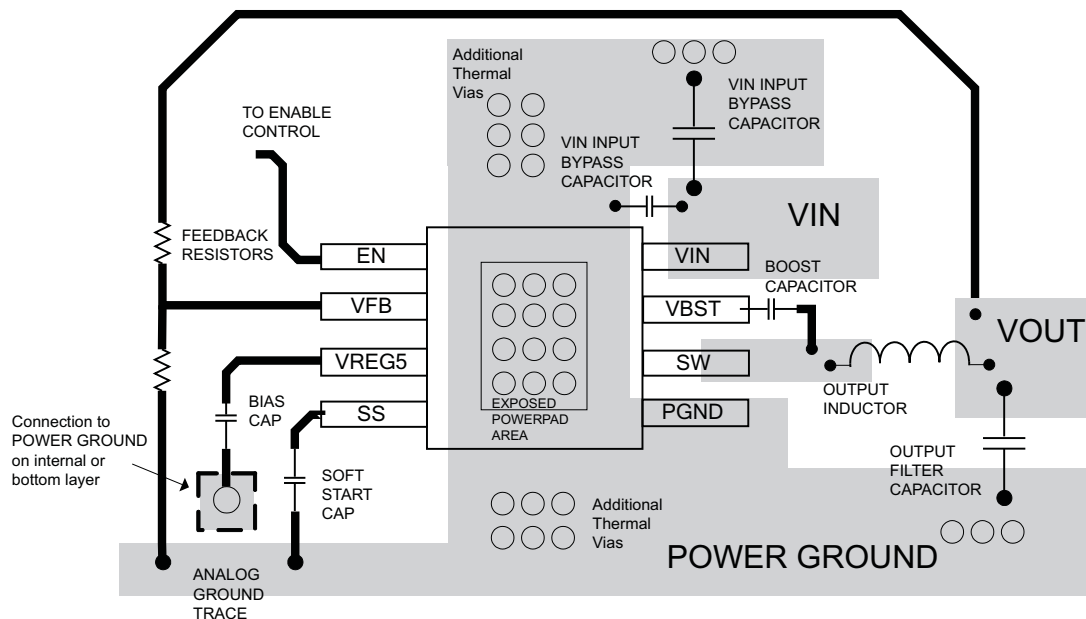 Additional
Thermal
Vias
VIN INPUT
BYPASS
CAPACITOR
TO ENABLE
CONTROL
VIN INPUT
BYPASS
CAPACITOR
VIN
FEEDBACK
RESISTORS
EN
VIN
BOOST
CAPACITOR
VFB
VBST
VOUT
VREG5
SW
OUTPUT
INDUCTOR
BIAS
CAP
SS
EXPOSED
POWERPAD
AREA
PGND
Connection to
POWER GROUND
on internal or
bottom layer
SOFT
START
CAP
OUTPUT
FILTER
CAPACITOR
Additional
Thermal
Vias
POWER GROUND
ANALOG
GROUND
TRACE